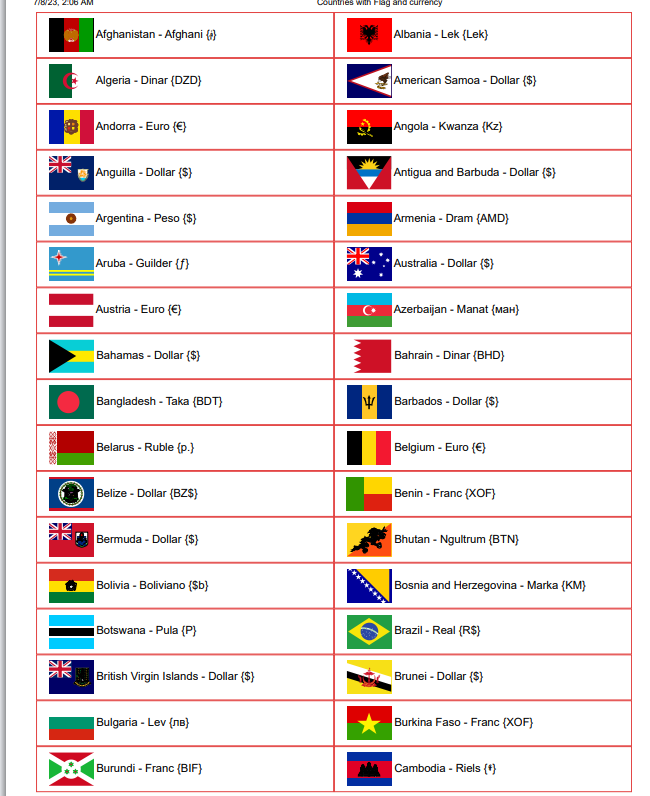 7/8/23, 2:06 AM Countries with Flag and currency
Afghanistan - Afghani {؋} Albania - Lek {Lek}
Algeria - Dinar {DZD} American Samoa - Dollar {$}
Andorra - Euro {€} Angola - Kwanza {Kz}
Anguilla - Dollar {$} Antigua and Barbuda - Dollar {$}
Argentina - Peso {$} Armenia - Dram {AMD}
Aruba - Guilder {ƒ} Australia - Dollar {$}
Austria - Euro {€} Azerbaijan - Manat {ман}
Bahamas - Dollar {$} Bahrain - Dinar {BHD}
Bangladesh - Taka {BDT} Barbados - Dollar {$}
Belarus - Ruble {p.} Belgium - Euro {€}
Belize - Dollar {BZ$} Benin - Franc {XOF}
Bermuda - Dollar {$} Bhutan - Ngultrum {BTN}
Bolivia - Boliviano {$b} Bosnia and Herzegovina - Marka {KM}
Botswana - Pula {P} Brazil - Real {R$}
British Virgin Islands - Dollar {$} Brunei - Dollar {$}
Bulgaria - Lev {лв} Burkina Faso - Franc {XOF}
Burundi - Franc {BIF} Cambodia - Riels {៛}